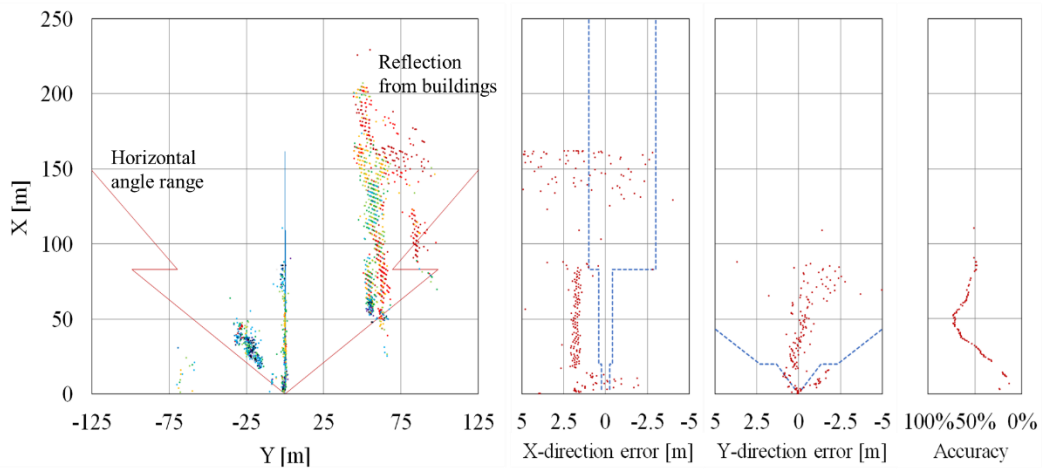 250
200
150
100
50
0
X [m]
Reflection
from buildings
Horizontal
angle range
-125 -75 -25 25 75 125
Y [m]
5 2.5 0 -2.5 -5
X-direction error [m]
5 2.5 0 -2.5 -5
Y-direction error [m]
100% 50% 0%
Accuracy